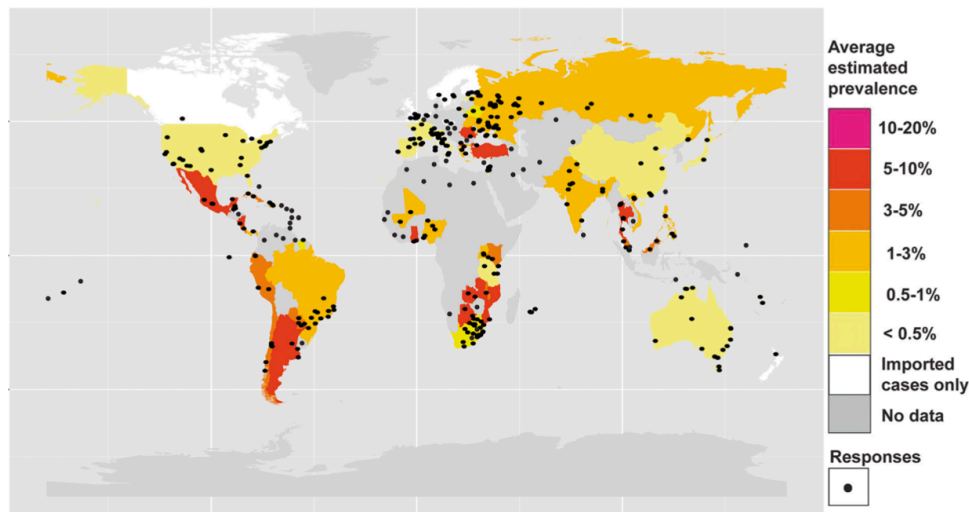 Average
estimated
prevalence
10-20%
5-10%
3-5%
1-3%
0.5-1%
< 0.5%
Imported
cases only
No data
Responses